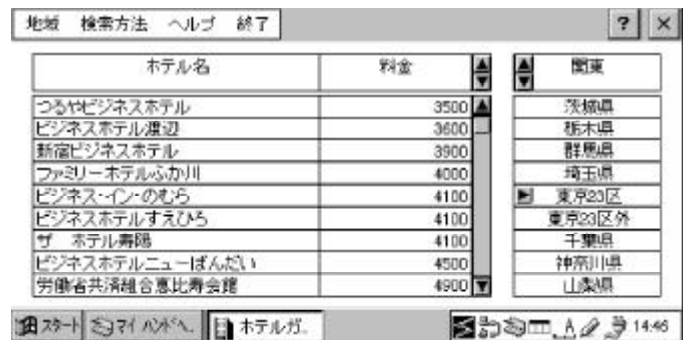 地域 検索方法 ヘルプ 終了 ? ×
ホテル名 料金 関東
つるやビジネスホテル 3500 茨城県
ビジネスホテル渡辺 3600 栃木県
新宿ビジネスホテル 3900 群馬県
ファミリーホテルふか川 4000 埼玉県
ビジネス・イン・のむら 4100 東京23区
ビジネスホテルすえひろ 4100 東京23区外
ザ ホテル寿陽 4100 千葉県
ビジネスホテルニューばんだい 4500 神奈川県
労働省共済組合恵比寿会館 4900 山梨県
スタート マイ ハンドヘ. ホテルガ. A 14:46